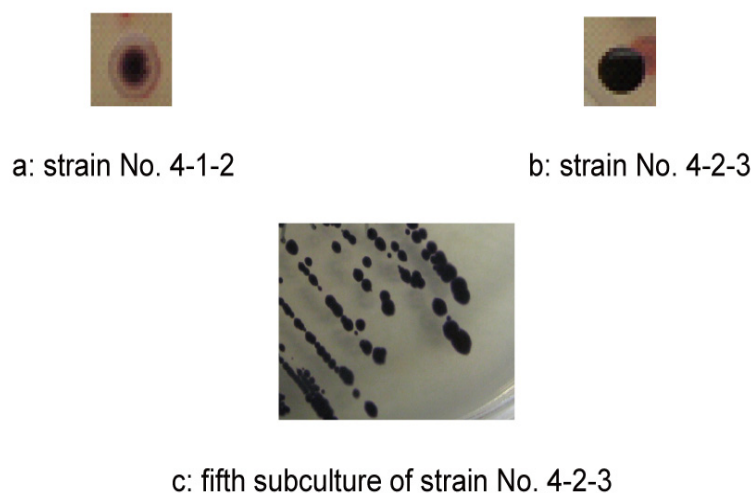 a: strain No. 4-1-2
b: strain No. 4-2-3
c: fifth subculture of strain No. 4-2-3